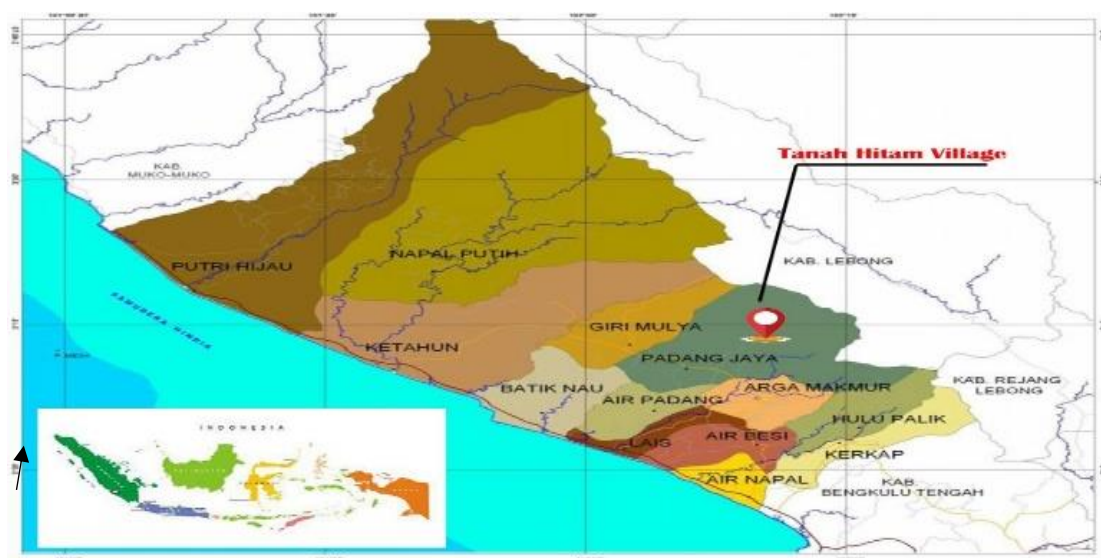 Tanah Hitam Village
KAB.
MUKO-MUKO
PUTRI HIJAU
NAPAL PUTIH
KAB. LEBONG
SAMUDERA HINDIA
GIRI MULYA
KETAHUN
PADANG JAYA
BATIK NAU
ARGA MAKMUR
KAB. REJANG
LEBONG
AIR PADANG
HULU PALIK
LAIS
AIR BESI
KERKAP
AIR NAPAL
KAB.
BENGKULU TENGAH
INDONESIA